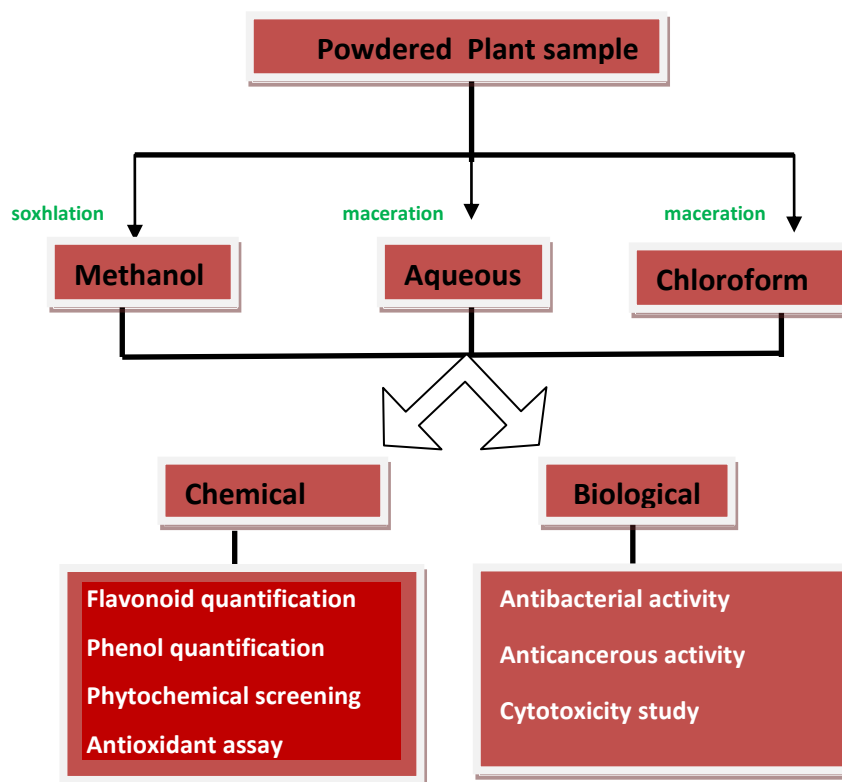 Powdered Plant sample
soxhlation
maceration
maceration
Methanol
Aqueous
Chloroform
Chemical
Biological
Flavonoid quantification
Phenol quantification
Phytochemical screening
Antioxidant assay
Antibacterial activity
Anticancerous activity
Cytotoxicity study